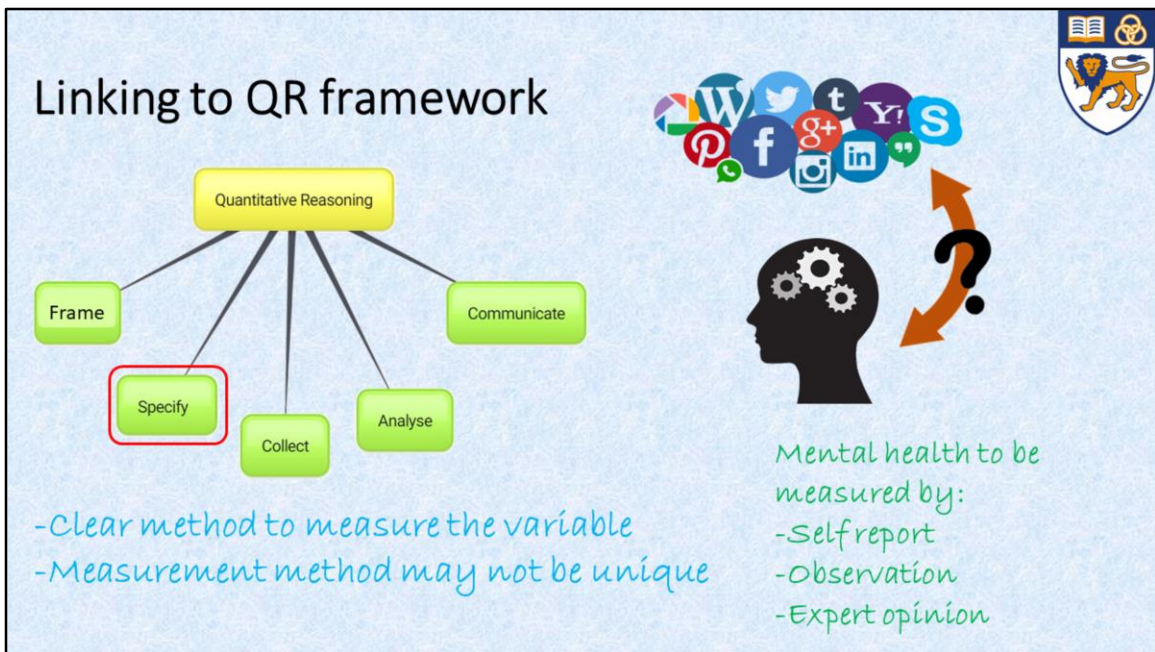 Linking to QR framework
Quantitative Reasoning
Frame
Specify
Collect
Analyse
Communicate
-Clear method to measure the variable
-Measurement method may not be unique
W
t
Y!
S
P
f
g+
in
?
Mental health to be
measured by:
-Self report
-Observation
-Expert opinion